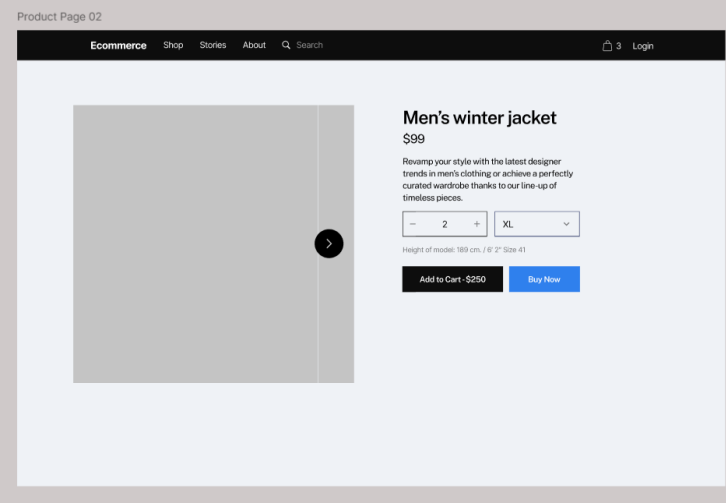 Product Page 02
Ecommerce Shop Stories About Search 3 Login
Men's winter jacket
$99
Revamp your style with the latest designer
trends in men's clothing or achieve a perfectly
curated wardrobe thanks to our line-up of
timeless pieces.
− 2 + XL
Height of model: 189 cm. / 6' 2" Size 41
Add to Cart - $250 Buy Now